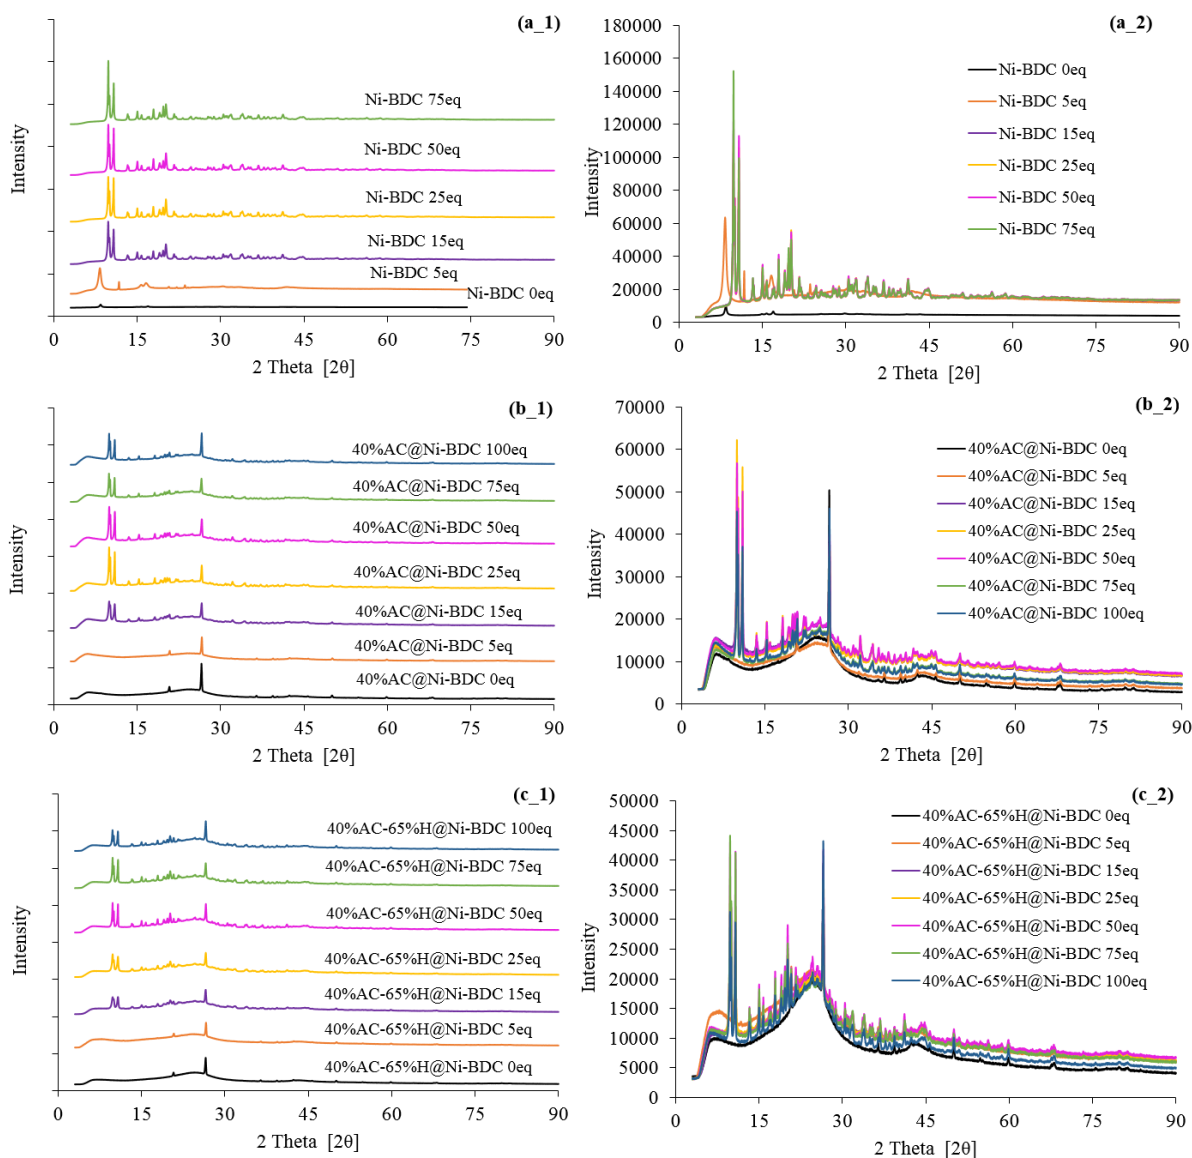 (a_1)
Intensity
Ni-BDC 75eq
Ni-BDC 50eq
Ni-BDC 25eq
Ni-BDC 15eq
Ni-BDC 5eq
Ni-BDC 0eq
0 15 30 45 60 75 90
2 Theta [2θ]
(a_2)
Intensity
180000
160000
140000
120000
100000
80000
60000
40000
20000
0
Ni-BDC 0eq
Ni-BDC 5eq
Ni-BDC 15eq
Ni-BDC 25eq
Ni-BDC 50eq
Ni-BDC 75eq
0 15 30 45 60 75 90
2 Theta [2θ]
(b_1)
Intensity
40%AC@Ni-BDC 100eq
40%AC@Ni-BDC 75eq
40%AC@Ni-BDC 50eq
40%AC@Ni-BDC 25eq
40%AC@Ni-BDC 15eq
40%AC@Ni-BDC 5eq
40%AC@Ni-BDC 0eq
0 15 30 45 60 75 90
2 Theta [2θ]
(b_2)
Intensity
70000
60000
50000
40000
30000
20000
10000
0
40%AC@Ni-BDC 0eq
40%AC@Ni-BDC 5eq
40%AC@Ni-BDC 15eq
40%AC@Ni-BDC 25eq
40%AC@Ni-BDC 50eq
40%AC@Ni-BDC 75eq
40%AC@Ni-BDC 100eq
0 15 30 45 60 75 90
2 Theta [2θ]
(c_1)
Intensity
40%AC-65%H@Ni-BDC 100eq
40%AC-65%H@Ni-BDC 75eq
40%AC-65%H@Ni-BDC 50eq
40%AC-65%H@Ni-BDC 25eq
40%AC-65%H@Ni-BDC 15eq
40%AC-65%H@Ni-BDC 5eq
40%AC-65%H@Ni-BDC 0eq
0 15 30 45 60 75 90
2 Theta [2θ]
(c_2)
Intensity
50000
45000
40000
35000
30000
25000
20000
15000
10000
5000
0
40%AC-65%H@Ni-BDC 0eq
40%AC-65%H@Ni-BDC 5eq
40%AC-65%H@Ni-BDC 15eq
40%AC-65%H@Ni-BDC 25eq
40%AC-65%H@Ni-BDC 50eq
40%AC-65%H@Ni-BDC 75eq
40%AC-65%H@Ni-BDC 100eq
0 15 30 45 60 75 90
2 Theta [2θ]